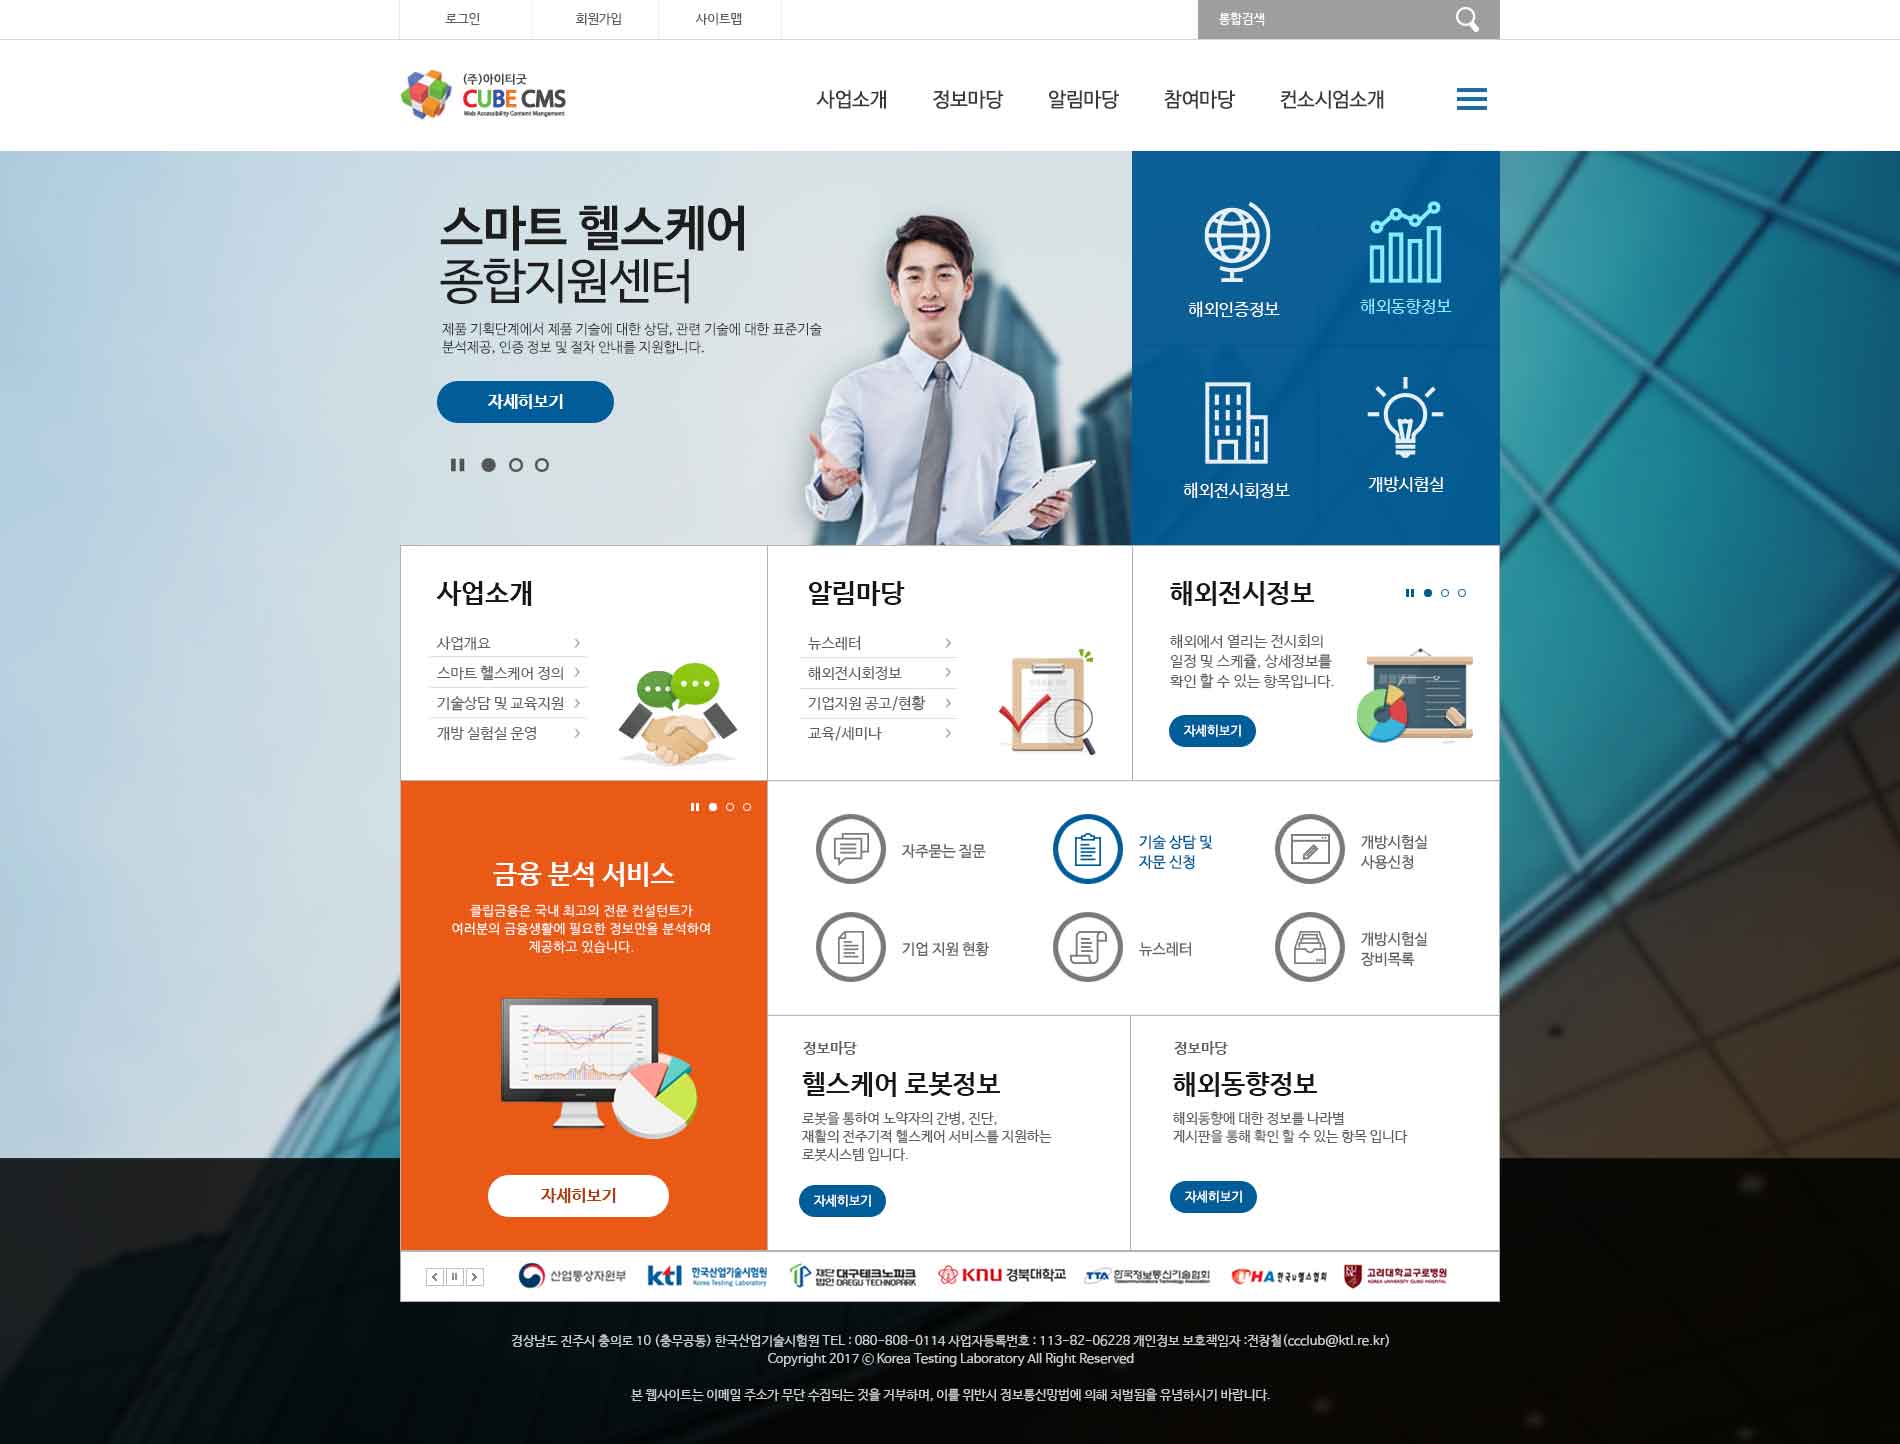 로그인
회원가입
사이트맵
통합검색
(주)아이티굿
CUBE CMS
Web Accessibility Content Management
사업소개
정보마당
알림마당
참여마당
컨소시엄소개
스마트 헬스케어
종합지원센터
제품 기획단계에서 제품 기술에 대한 상담, 관련 기술에 대한 표준기술
분석제공, 인증 정보 및 절차 안내를 지원합니다.
자세히보기
해외인증정보
해외동향정보
해외전시회정보
개방시험실
사업소개
사업개요
스마트 헬스케어 정의
기술상담 및 교육지원
개방 실험실 운영
알림마당
뉴스레터
해외전시회정보
기업지원 공고/현황
교육/세미나
해외전시정보
해외에서 열리는 전시회의
일정 및 스케쥴, 상세정보를
확인 할 수 있는 항목입니다.
자세히보기
금융 분석 서비스
클립금융은 국내 최고의 전문 컨설턴트가
여러분의 금융생활에 필요한 정보만을 분석하여
제공하고 있습니다.
자세히보기
자주묻는 질문
기술 상담 및
자문 신청
개방시험실
사용신청
기업 지원 현황
뉴스레터
개방시험실
장비목록
정보마당
헬스케어 로봇정보
로봇을 통하여 노약자의 간병, 진단,
재활의 전주기적 헬스케어 서비스를 지원하는
로봇시스템 입니다.
자세히보기
정보마당
해외동향정보
해외동향에 대한 정보를 나라별
게시판을 통해 확인 할 수 있는 항목 입니다
자세히보기
산업통상자원부
ktl 한국산업기술시험원
Korea Testing Laboratory
재단법인 대구테크노파크
DAEGU TECHNOPARK
KNU 경북대학교
TTA 한국정보통신기술협회
한국u헬스협회
고려대학교구로병원
KOREA UNIVERSITY GURO HOSPITAL
경상남도 진주시 충의로 10 (충무공동) 한국산업기술시험원 TEL : 080-808-0114 사업자등록번호 : 113-82-06228 개인정보 보호책임자 :전창철(ccclub@ktl.re.kr)
Copyright 2017 ⓒ Korea Testing Laboratory All Right Reserved
본 웹사이트는 이메일 주소가 무단 수집되는 것을 거부하며, 이를 위반시 정보통신망법에 의해 처벌됨을 유념하시기 바랍니다.